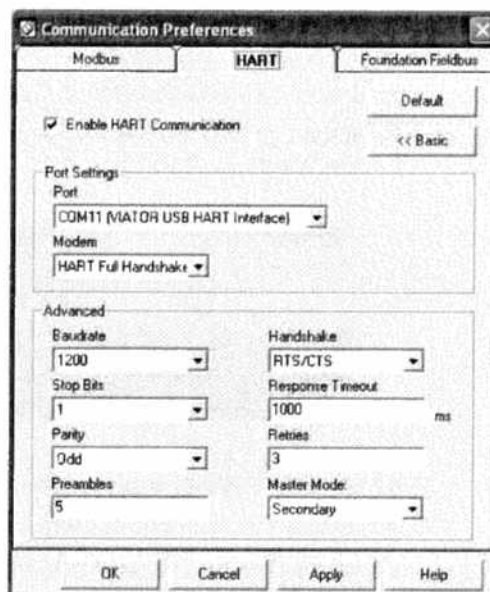 Communication Preferences
Modbus HART Foundation Fieldbus
Default
Enable HART Communication
<< Basic
Port Settings
Port
COM11 (VIATOR USB HART Interface)
Modem
HART Full Handshake
Advanced
Baudrate Handshake
1200 RTS/CTS
Stop Bits Response Timeout
1 1000 ms
Parity Retries
Odd 3
Preambles Master Mode:
5 Secondary
OK Cancel Apply Help